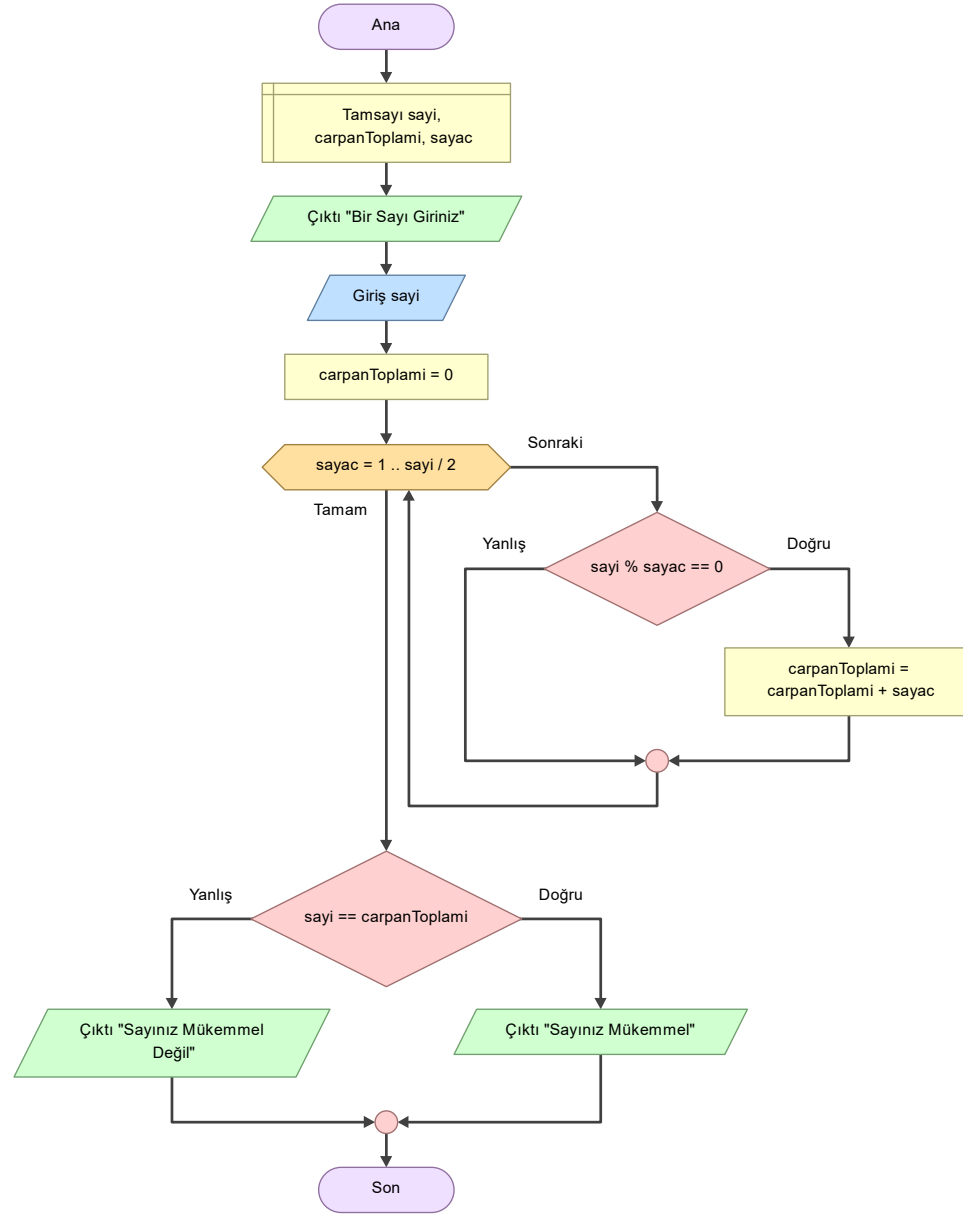 Ana
Tamsayı sayi,
carpanToplami, sayac
Çıktı "Bir Sayı Giriniz"
Giriş sayi
carpanToplami = 0
sayac = 1 .. sayi / 2
Sonraki
Tamam
Yanlış
sayi % sayac == 0
Doğru
carpanToplami =
carpanToplami + sayac
Yanlış
sayi == carpanToplami
Doğru
Çıktı "Sayınız Mükemmel
Değil"
Çıktı "Sayınız Mükemmel"
Son